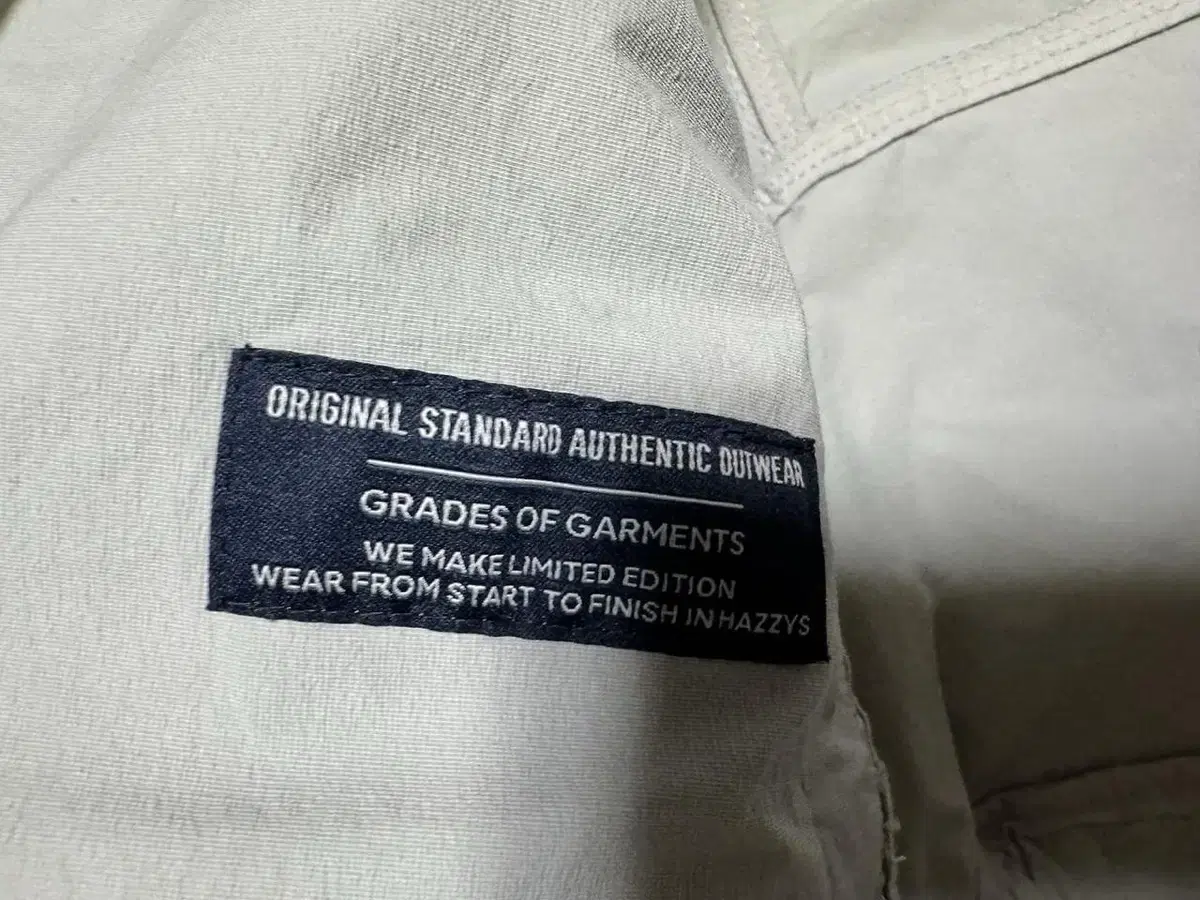 ORIGINAL STANDARD AUTHENTIC OUTWEAR
GRADES OF GARMENTS
WE MAKE LIMITED EDITION
WEAR FROM START TO FINISH IN HAZZYS